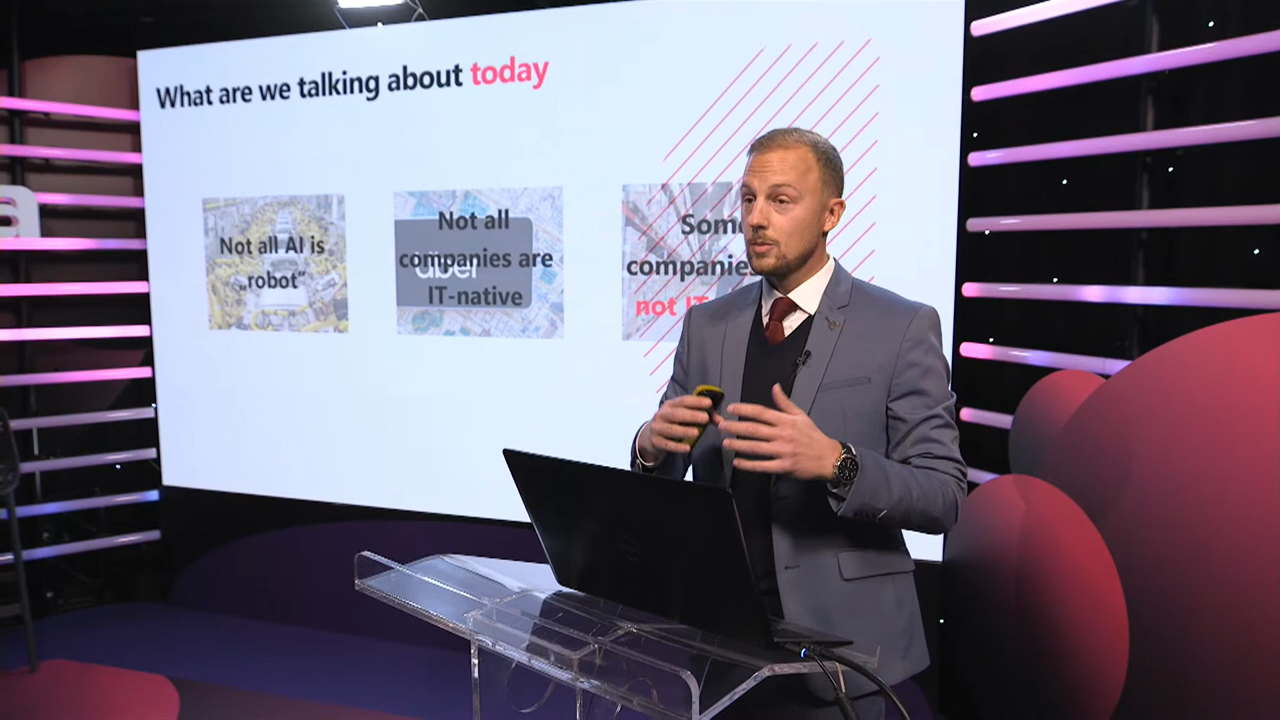 What are we talking about today
Not all AI is
robot”
Not all
companies are
IT-native
Uber
Some
companies
not IT